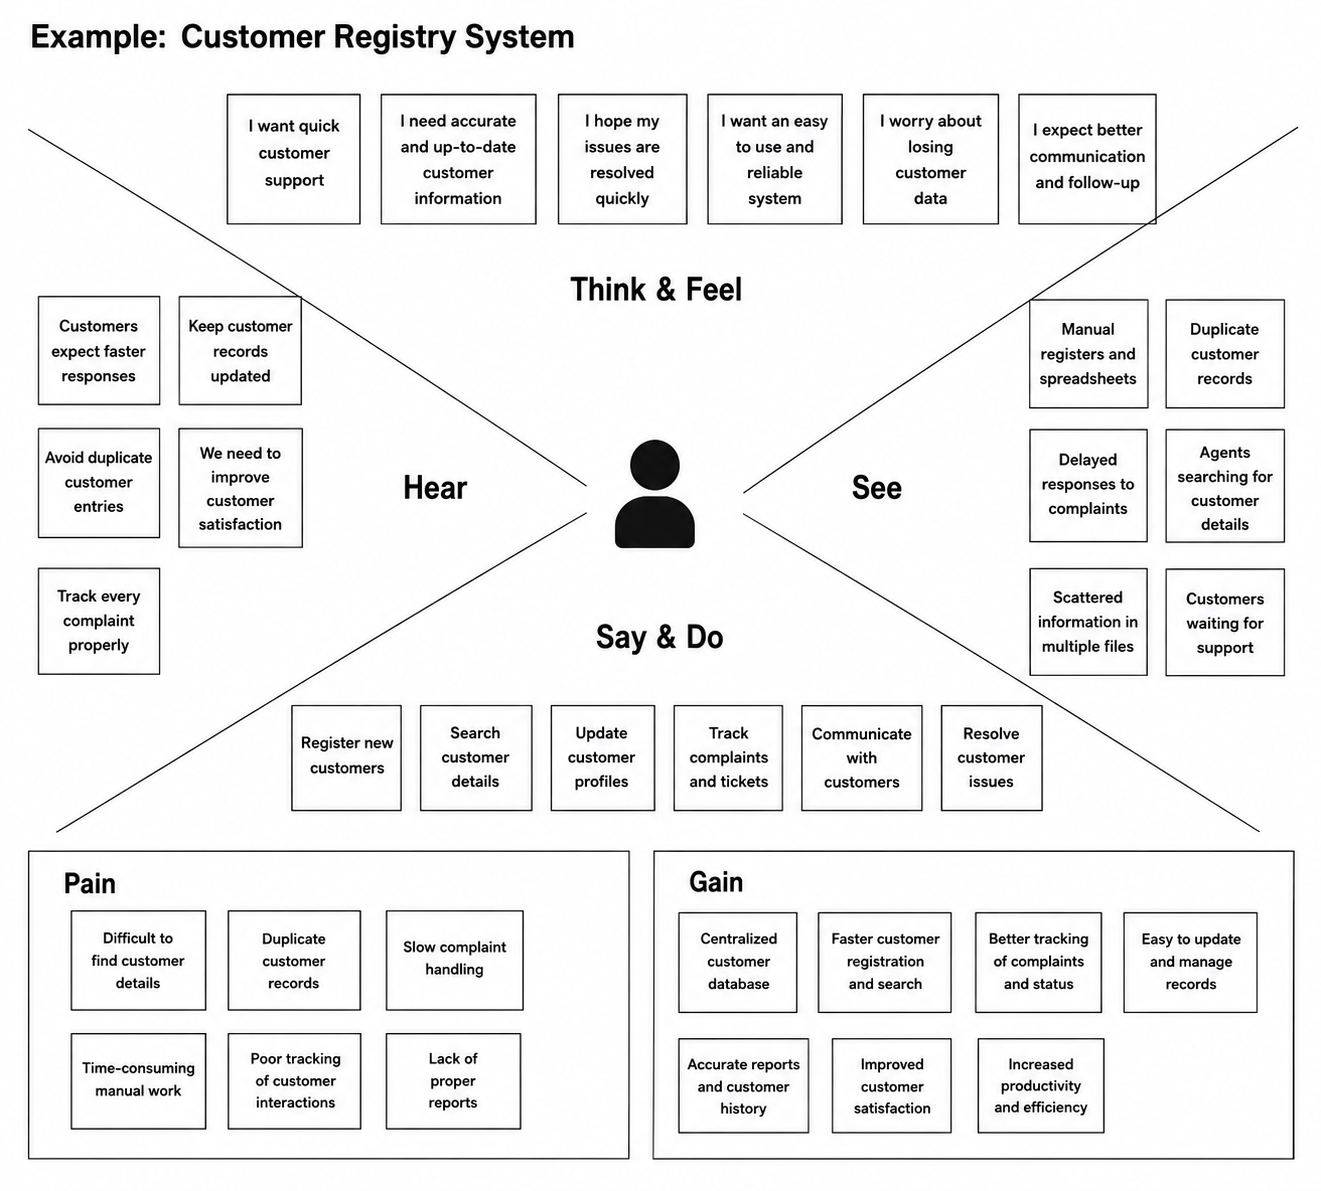 Example: Customer Registry System
I want quick
customer
support
I need accurate
and up-to-date
customer
information
I hope my
issues are
resolved
quickly
I want an easy
to use and
reliable
system
I worry about
losing
customer
data
I expect better
communication
and follow-up
Think & Feel
Customers
expect faster
responses
Keep customer
records
updated
Avoid duplicate
customer
entries
We need to
improve
customer
satisfaction
Track every
complaint
properly
Hear
See
Manual
registers and
spreadsheets
Duplicate
customer
records
Delayed
responses to
complaints
Agents
searching for
customer
details
Scattered
information in
multiple files
Customers
waiting for
support
Say & Do
Register new
customers
Search
customer
details
Update
customer
profiles
Track
complaints
and tickets
Communicate
with
customers
Resolve
customer
issues
Pain
Difficult to
find customer
details
Duplicate
customer
records
Slow complaint
handling
Time-consuming
manual work
Poor tracking
of customer
interactions
Lack of
proper
reports
Gain
Centralized
customer
database
Faster customer
registration
and search
Better tracking
of complaints
and status
Easy to update
and manage
records
Accurate reports
and customer
history
Improved
customer
satisfaction
Increased
productivity
and efficiency